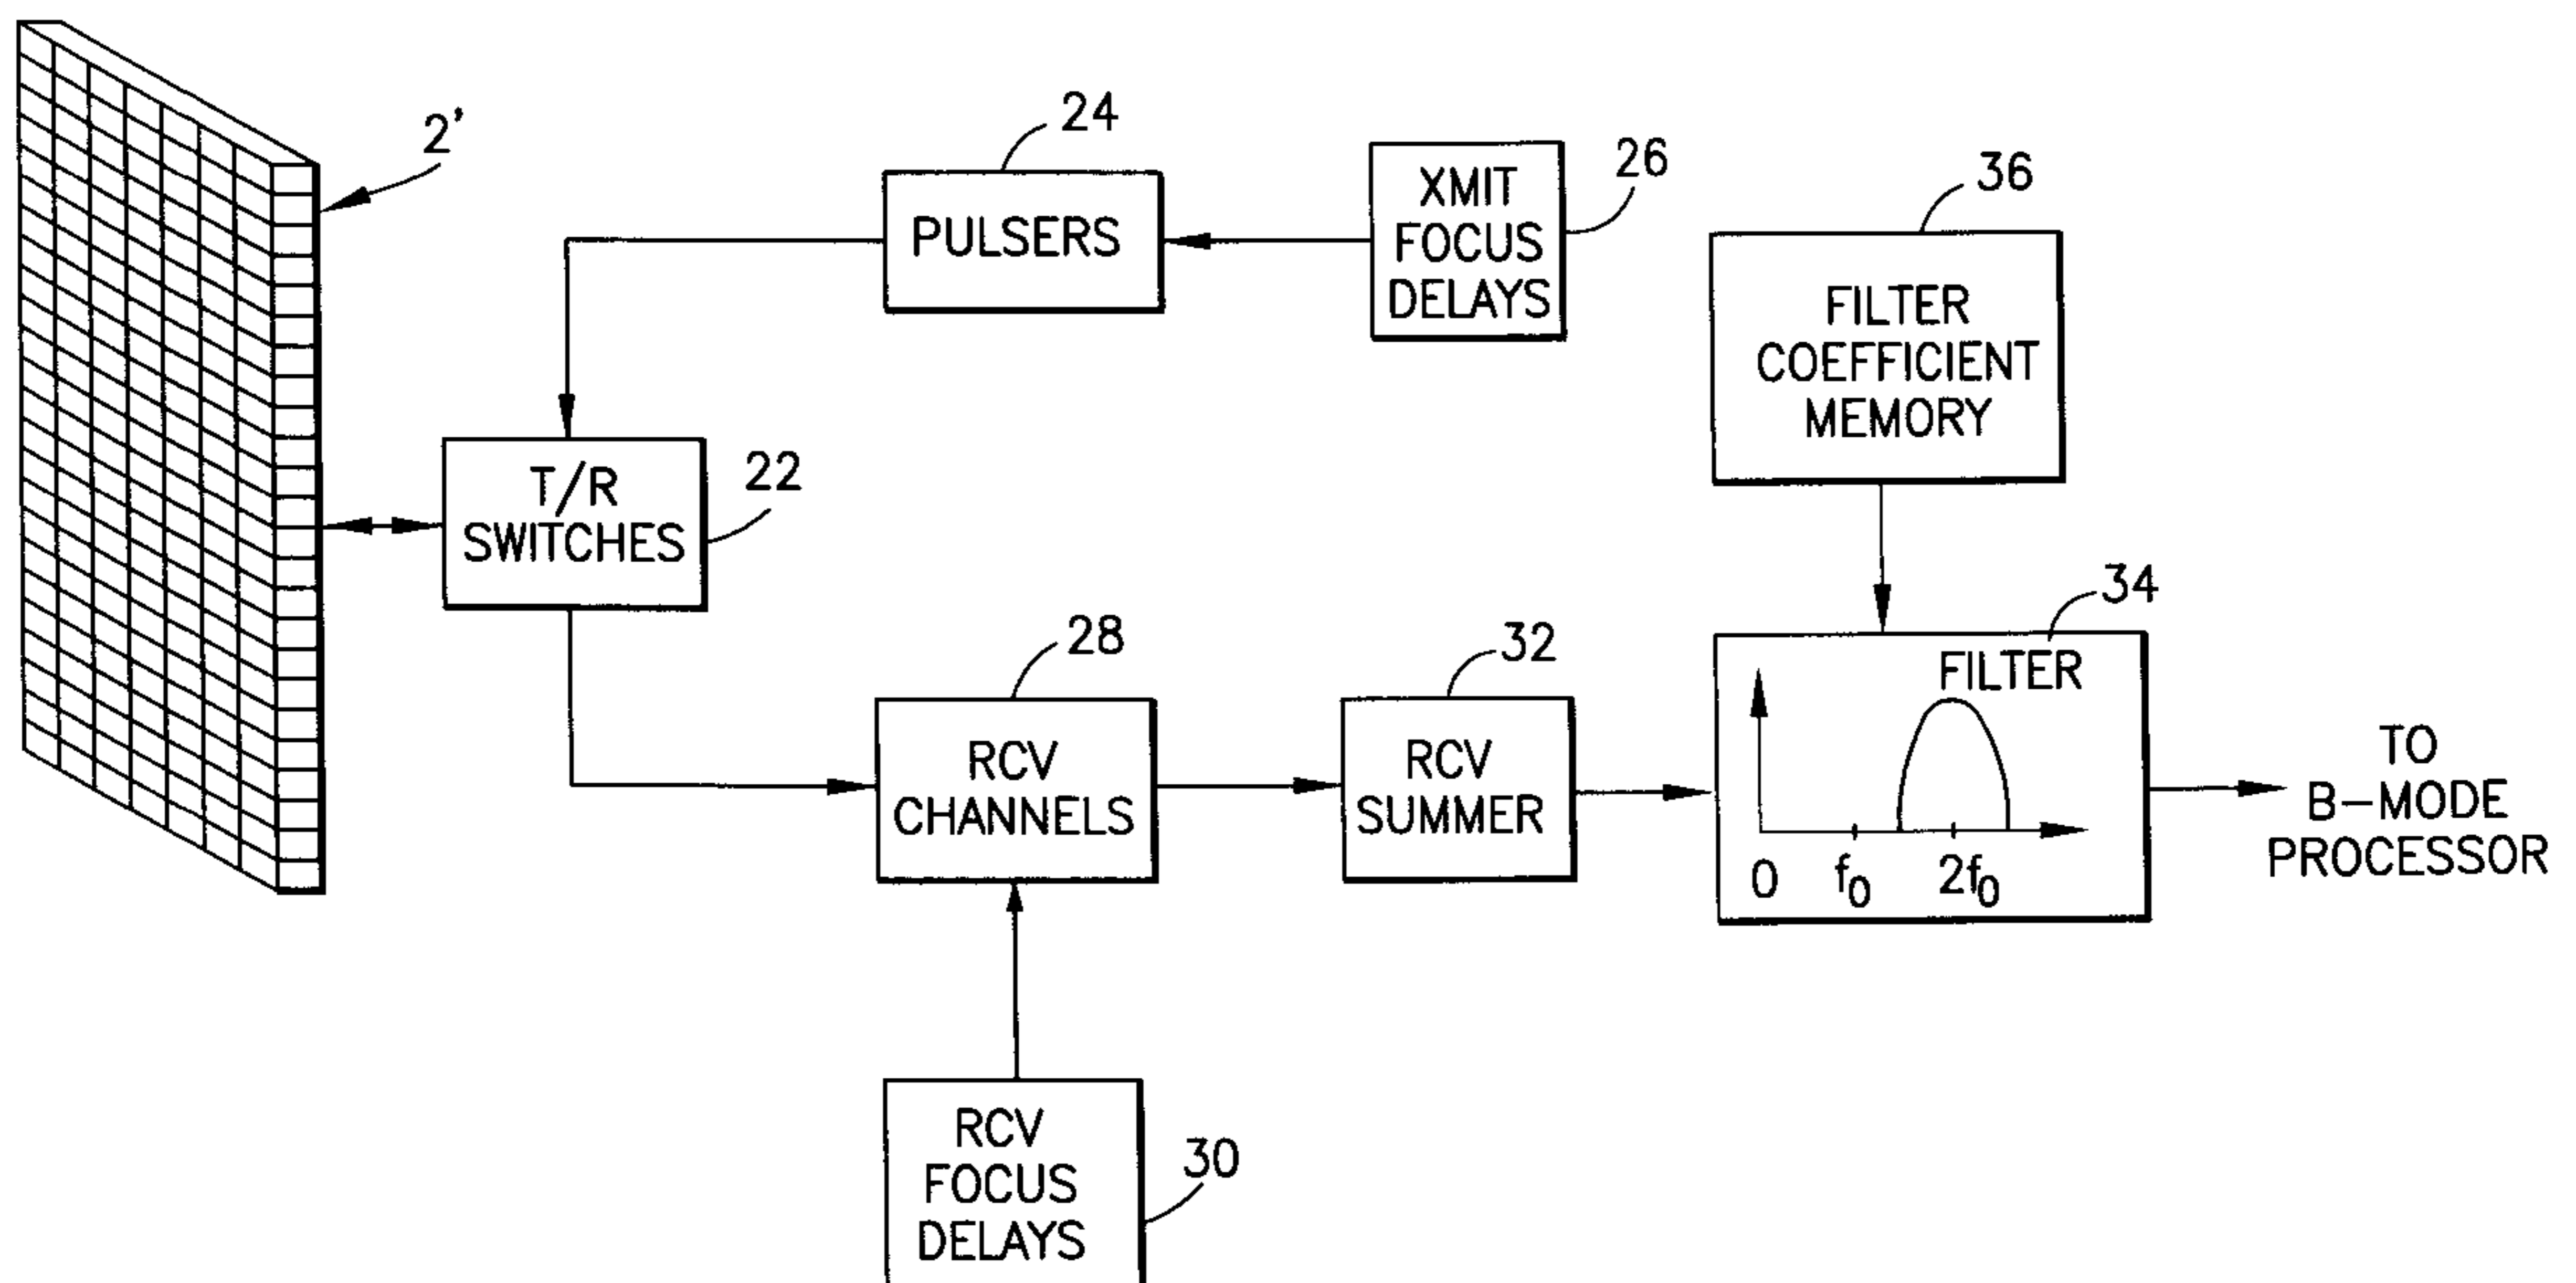 2'
24
PULSERS
XMIT
FOCUS
DELAYS
26
36
FILTER
COEFFICIENT
MEMORY
T/R
SWITCHES
22
28
RCV
CHANNELS
32
RCV
SUMMER
34
FILTER
0 f0 2f0
TO
B-MODE
PROCESSOR
RCV
FOCUS
DELAYS
30